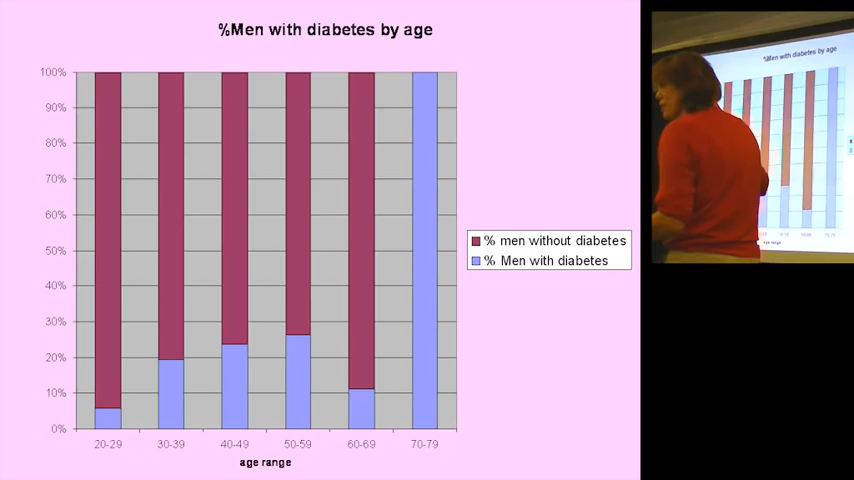 %Men with diabetes by age
100%
90%
80%
70%
60%
50%
40%
30%
20%
10%
0%
20-29 30-39 40-49 50-59 60-69 70-79
age range
% men without diabetes
% Men with diabetes
%Men with diabetes by age
age range